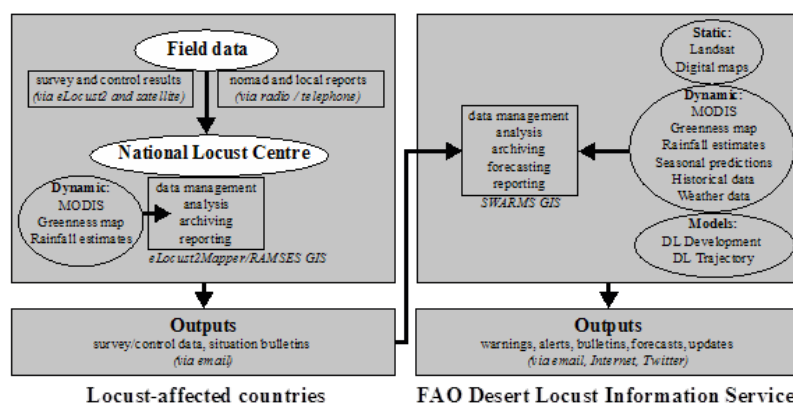 Field data
survey and control results
(via eLocust2 and satellite)
nomad and local reports
(via radio / telephone)
National Locust Centre
Dynamic:
MODIS
Greenness map
Rainfall estimates
data management
analysis
archiving
reporting
eLocust2Mapper/RAMSES GIS
Outputs
survey/control data, situation bulletins
(via email)
Locust-affected countries
Static:
Landsat
Digital maps
Dynamic:
MODIS
Greenness map
Rainfall estimates
Seasonal predictions
Historical data
Weather data
Models:
DL Development
DL Trajectory
data management
analysis
archiving
forecasting
reporting
SWARMS GIS
Outputs
warnings, alerts, bulletins, forecasts, updates
(via email, Internet, Twitter)
FAO Desert Locust Information Service